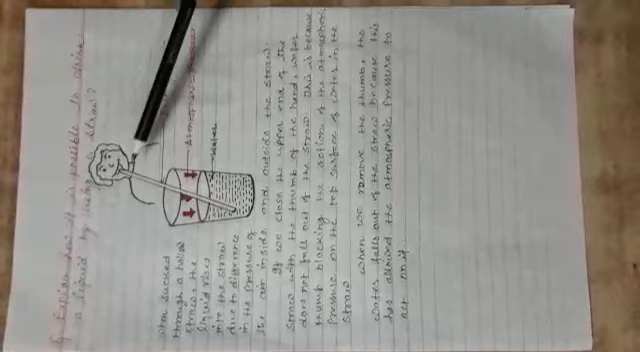 Explain how it is possible to drink
a liquid by using a straw?
Atmospheric pressure
Water
When sucked
through a hollow
straw, the
liquid rises
into the straw
due to difference
in the pressure of
the air inside and outside the straw.
If we close the upper end of the
straw with the thumb of the hand, water
does not fall out of the straw. This is because
thumb blocking the action of the atmospheric
pressure on the top surface of water in the
straw
When we remove the thumb, the
water falls out of the straw because this
has allowed the atmospheric pressure to
act on it.